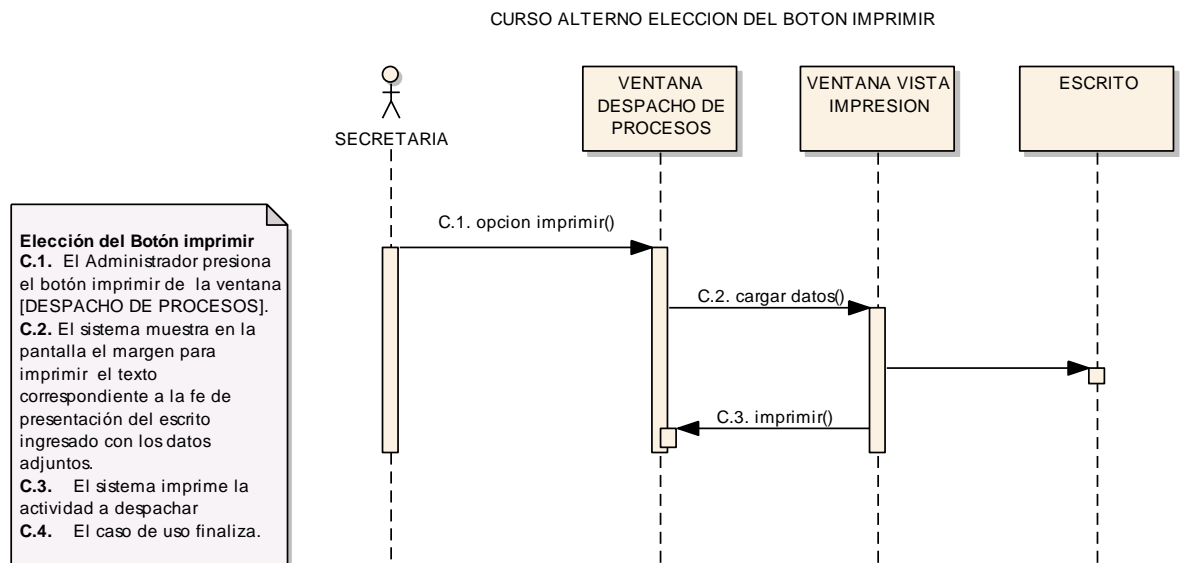 CURSO ALTERNO ELECCION DEL BOTON IMPRIMIR
SECRETARIA
VENTANA
DESPACHO DE
PROCESOS
VENTANA VISTA
IMPRESION
ESCRITO
Elección del Botón imprimir
C.1. El Administrador presiona
el botón imprimir de la ventana
[DESPACHO DE PROCESOS].
C.2. El sistema muestra en la
pantalla el margen para
imprimir el texto
correspondiente a la fe de
presentación del escrito
ingresado con los datos
adjuntos.
C.3. El sistema imprime la
actividad a despachar
C.4. El caso de uso finaliza.
C.1. opcion imprimir()
C.2. cargar datos()
C.3. imprimir()